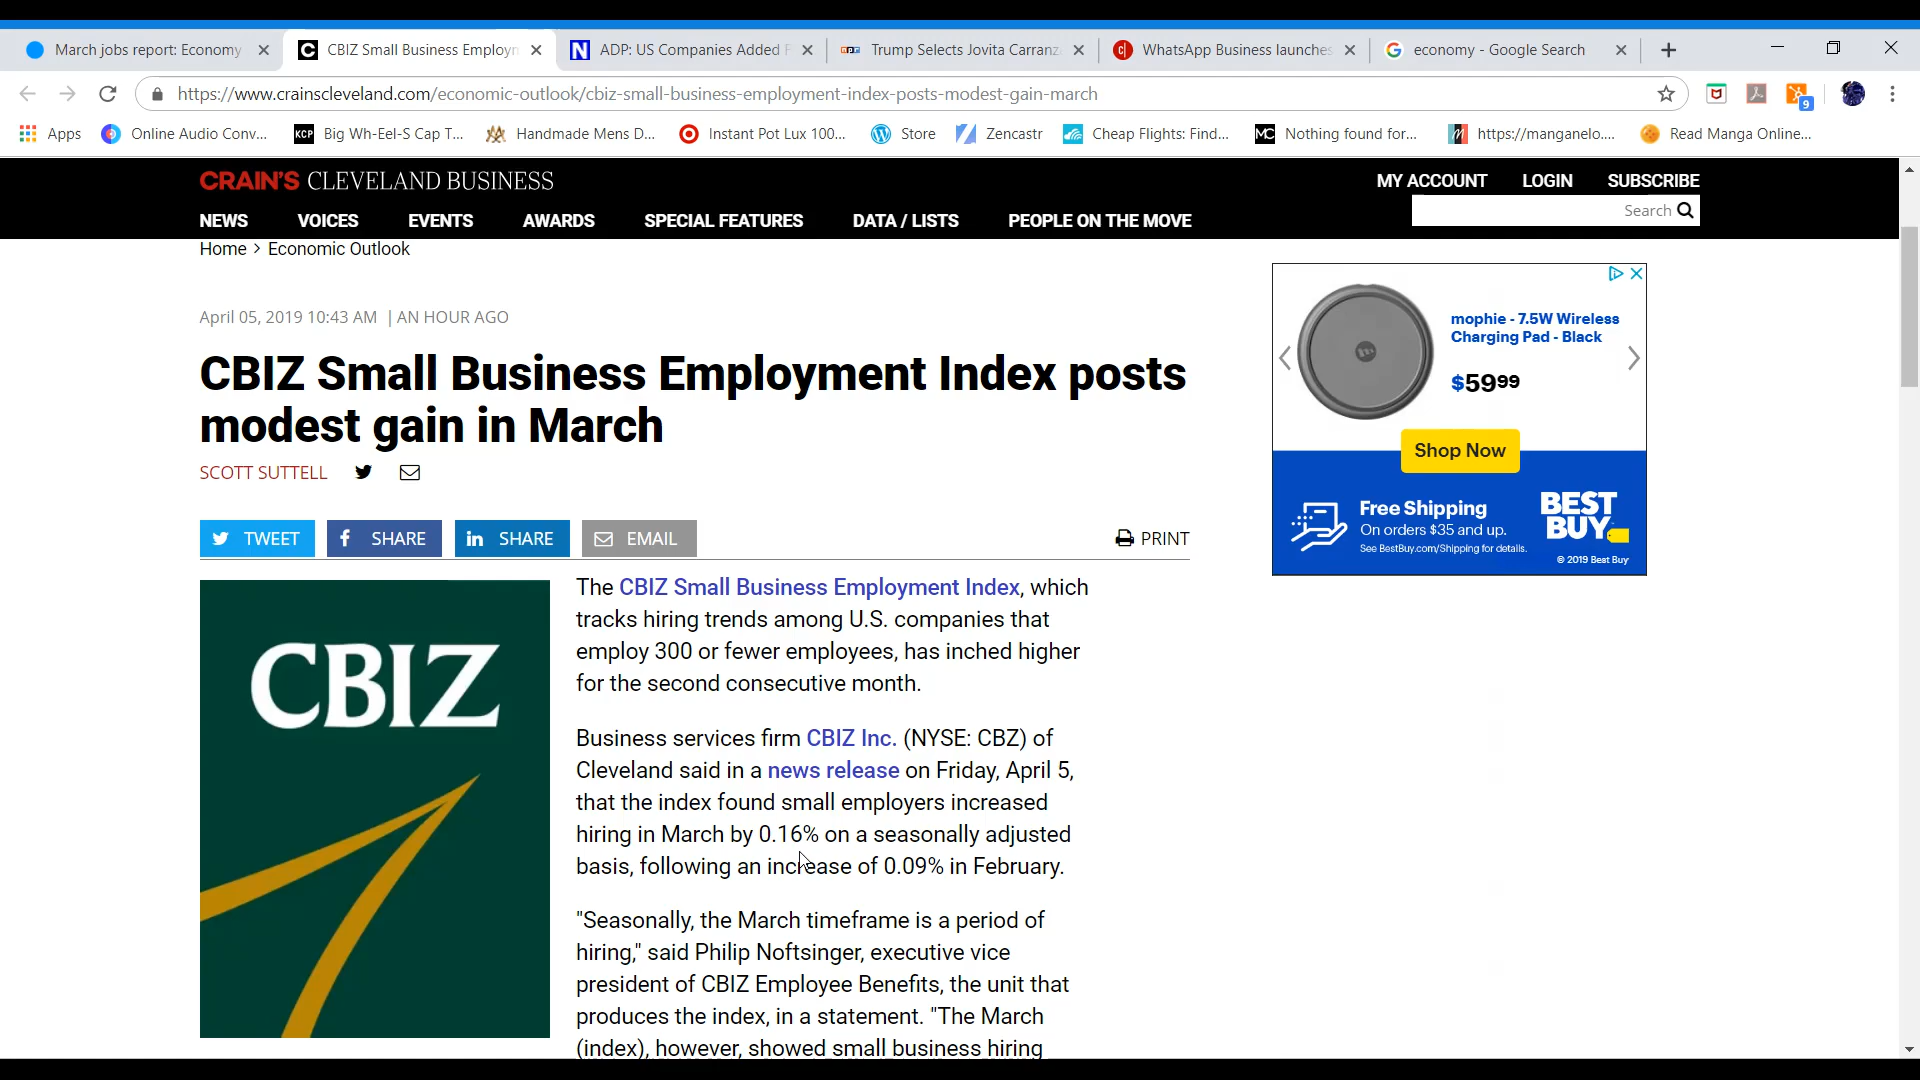 March jobs report: Economy
CBIZ Small Business Employn
ADP: US Companies Added F
Trump Selects Jovita Carranz
WhatsApp Business launches
economy - Google Search
https://www.crainscleveland.com/economic-outlook/cbiz-small-business-employment-index-posts-modest-gain-march
9
Apps
Online Audio Conv...
KCP
Big Wh-Eel-S Cap T...
Handmade Mens D...
Instant Pot Lux 100...
Store
Zencastr
Cheap Flights: Find...
MC
Nothing found for...
https://manganelo....
Read Manga Online...
CRAIN'S CLEVELAND BUSINESS
MY ACCOUNT LOGIN SUBSCRIBE
NEWS VOICES EVENTS AWARDS SPECIAL FEATURES DATA / LISTS PEOPLE ON THE MOVE
Search
Home > Economic Outlook
April 05, 2019 10:43 AM | AN HOUR AGO
CBIZ Small Business Employment Index posts
modest gain in March
SCOTT SUTTELL
TWEET
SHARE
SHARE
EMAIL
PRINT
CBIZ
The CBIZ Small Business Employment Index, which
tracks hiring trends among U.S. companies that
employ 300 or fewer employees, has inched higher
for the second consecutive month.
Business services firm CBIZ Inc. (NYSE: CBZ) of
Cleveland said in a news release on Friday, April 5,
that the index found small employers increased
hiring in March by 0.16% on a seasonally adjusted
basis, following an increase of 0.09% in February.
"Seasonally, the March timeframe is a period of
hiring," said Philip Noftsinger, executive vice
president of CBIZ Employee Benefits, the unit that
produces the index, in a statement. "The March
(index), however, showed small business hiring
mophie - 7.5W Wireless
Charging Pad - Black
$5999
Shop Now
Free Shipping
On orders $35 and up.
See BestBuy.com/Shipping for details.
BEST
BUY
© 2019 Best Buy